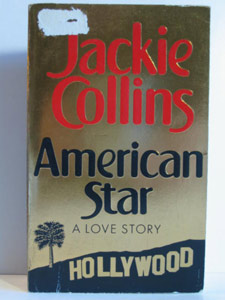 Jackie
Collins
American
Star
A LOVE STORY
HOLLYWOOD